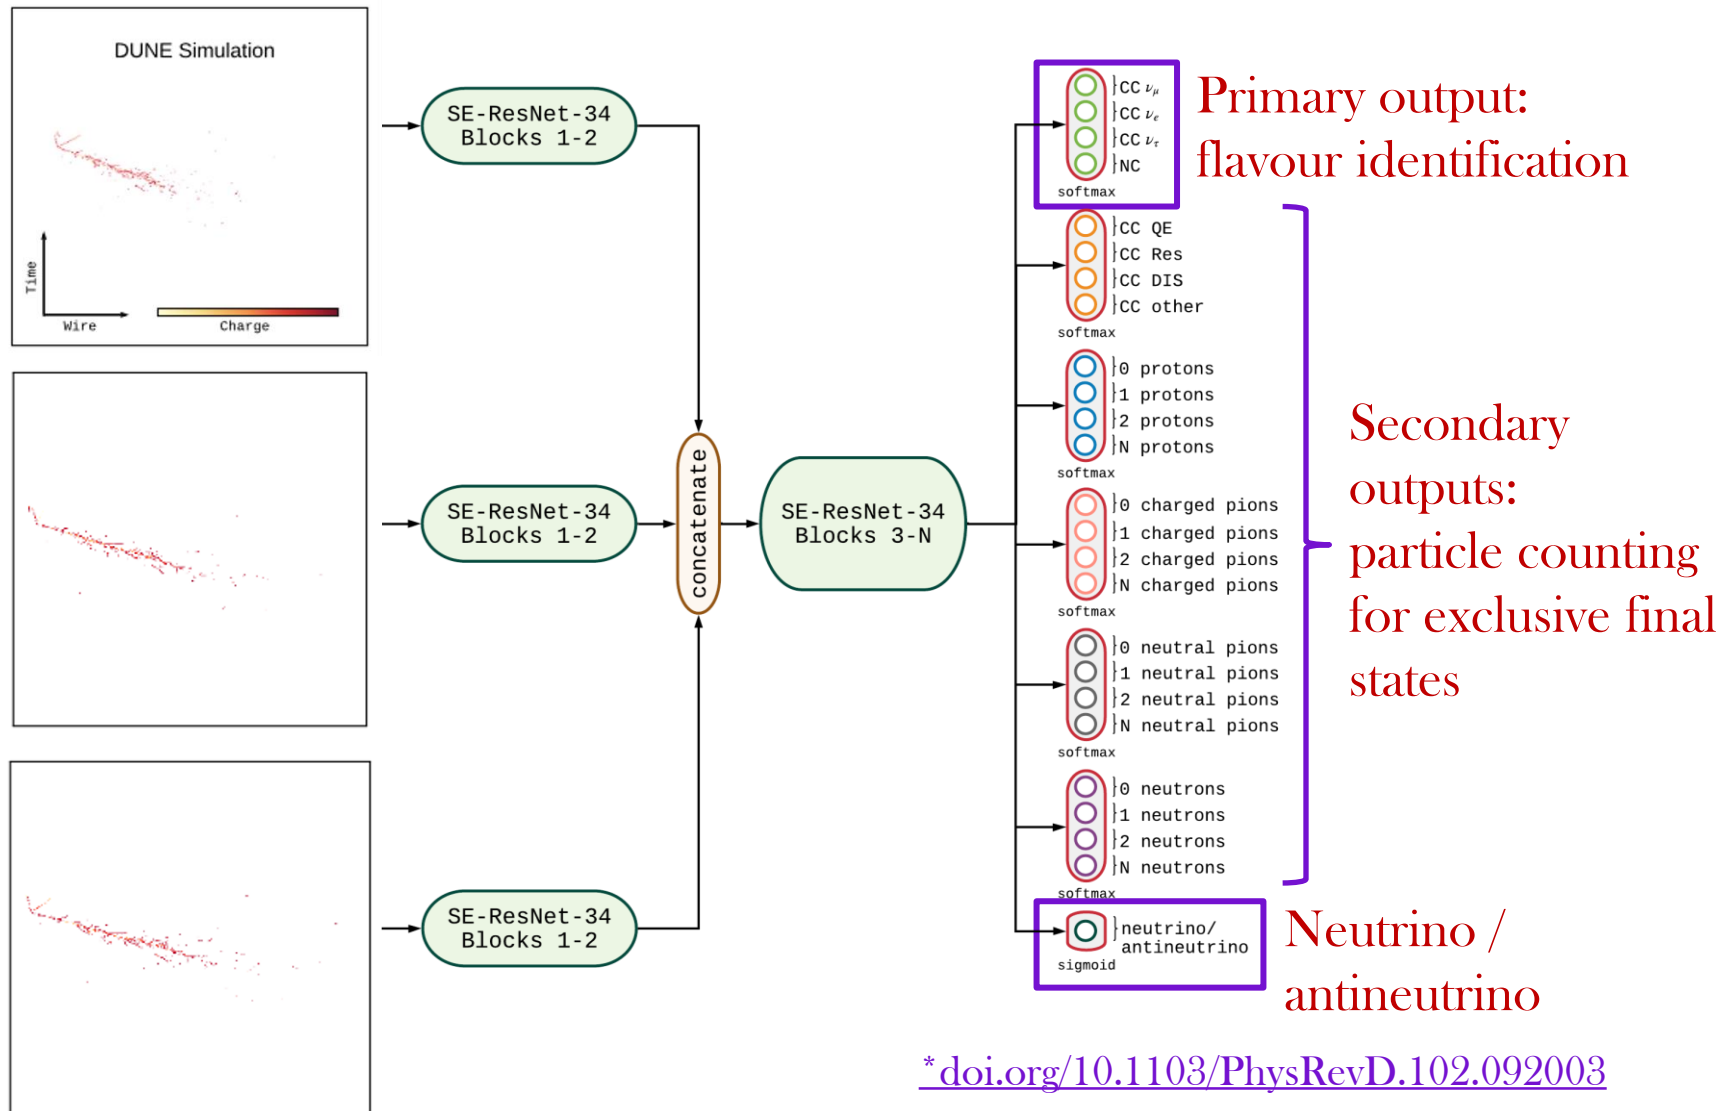 DUNE Simulation
Time
Wire
Charge
SE-ResNet-34
Blocks 1-2
SE-ResNet-34
Blocks 1-2
SE-ResNet-34
Blocks 1-2
concatenate
SE-ResNet-34
Blocks 3-N
CC νμ
CC νe
CC ντ
NC
softmax
CC QE
CC Res
CC DIS
CC other
softmax
0 protons
1 protons
2 protons
N protons
softmax
0 charged pions
1 charged pions
2 charged pions
N charged pions
softmax
0 neutral pions
1 neutral pions
2 neutral pions
N neutral pions
softmax
0 neutrons
1 neutrons
2 neutrons
N neutrons
softmax
neutrino/
antineutrino
sigmoid
Primary output:
flavour identification
Secondary
outputs:
particle counting
for exclusive final
states
Neutrino /
antineutrino
*doi.org/10.1103/PhysRevD.102.092003